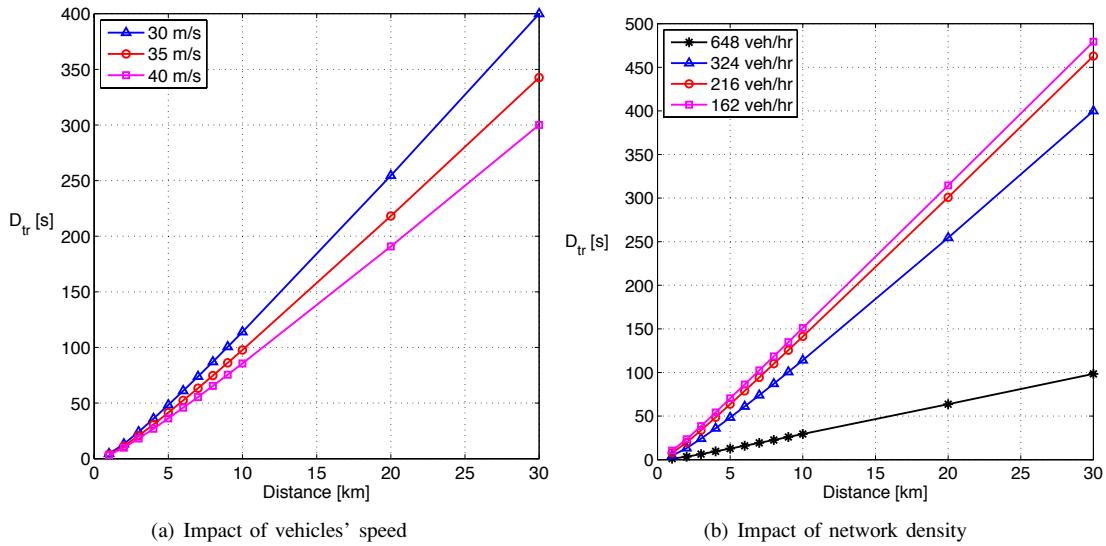 400
350
300
250
200
150
100
50
0
D_tr [s]
30 m/s
35 m/s
40 m/s
0 5 10 15 20 25 30
Distance [km]
(a) Impact of vehicles' speed
500
450
400
350
300
250
200
150
100
50
0
D_tr [s]
648 veh/hr
324 veh/hr
216 veh/hr
162 veh/hr
0 5 10 15 20 25 30
Distance [km]
(b) Impact of network density